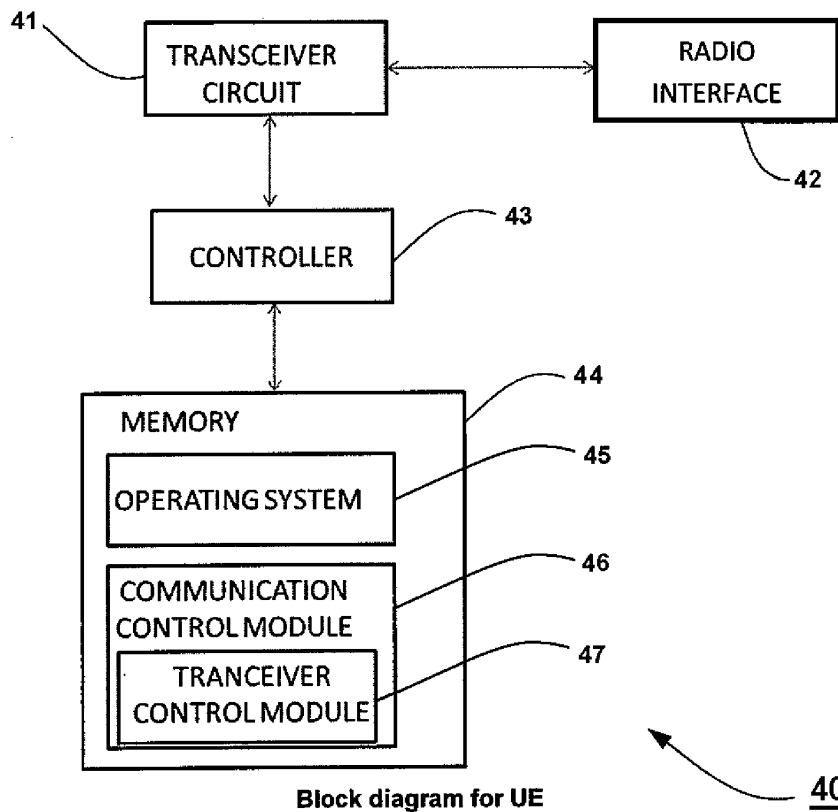 41
TRANSCEIVER
CIRCUIT
RADIO
INTERFACE
42
43
CONTROLLER
44
MEMORY
45
OPERATING SYSTEM
46
COMMUNICATION
CONTROL MODULE
47
TRANCEIVER
CONTROL MODULE
Block diagram for UE
40